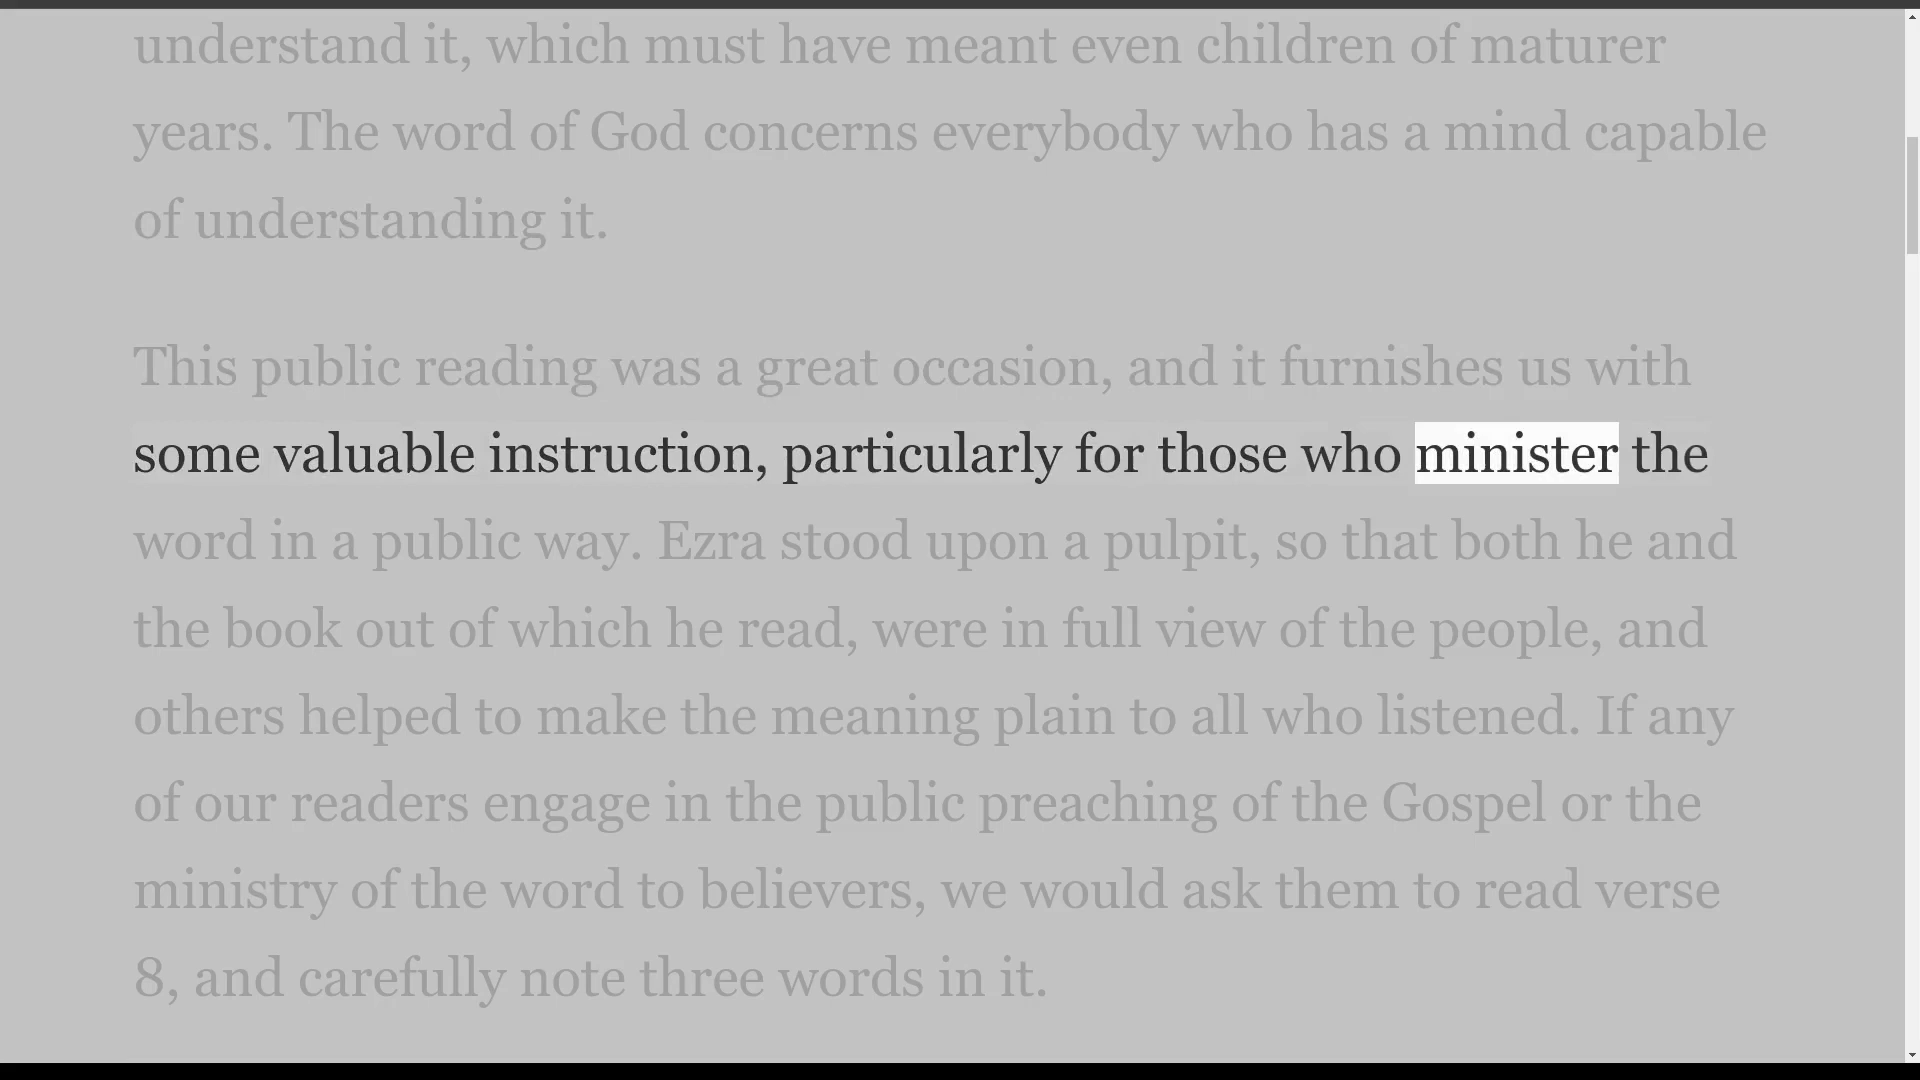 understand it, which must have meant even children of maturer
years. The word of God concerns everybody who has a mind capable
of understanding it.
This public reading was a great occasion, and it furnishes us with
some valuable instruction, particularly for those who minister the
word in a public way. Ezra stood upon a pulpit, so that both he and
the book out of which he read, were in full view of the people, and
others helped to make the meaning plain to all who listened. If any
of our readers engage in the public preaching of the Gospel or the
ministry of the word to believers, we would ask them to read verse
8, and carefully note three words in it.